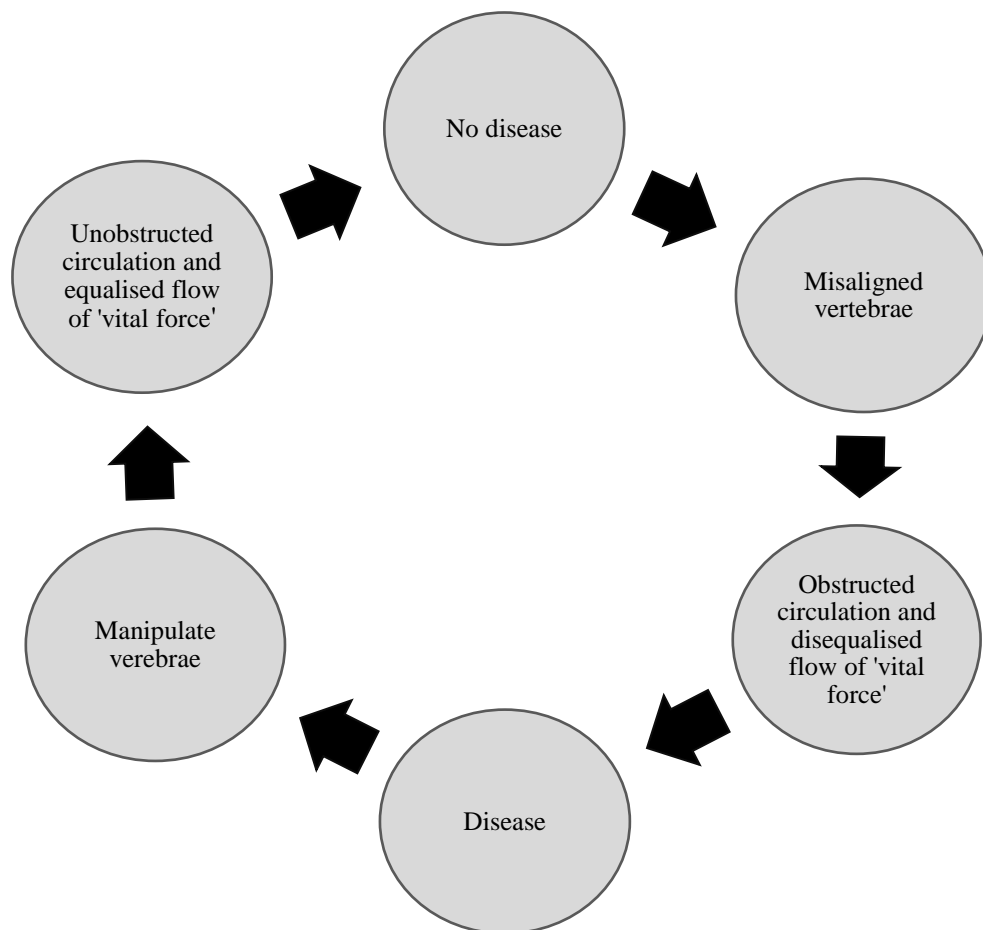 No disease
Misaligned
vertebrae
Obstructed
circulation and
disequalised
flow of 'vital
force'
Disease
Manipulate
verebrae
Unobstructed
circulation and
equalised flow
of 'vital force'